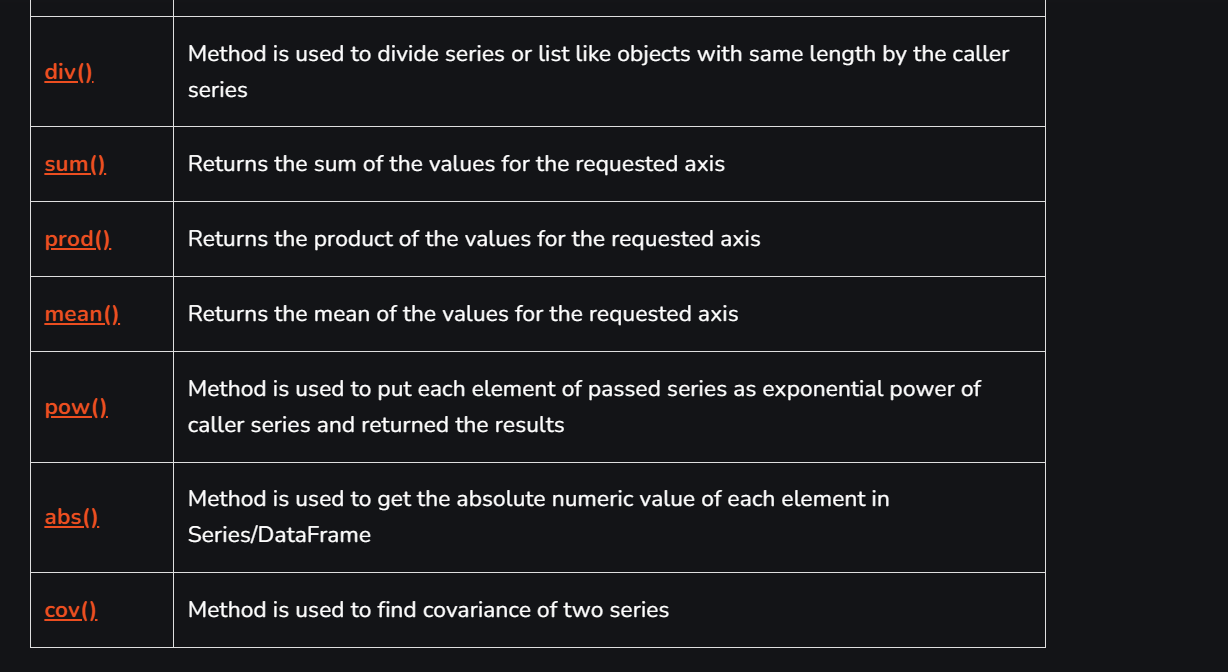 div()
Method is used to divide series or list like objects with same length by the caller
series
sum()
Returns the sum of the values for the requested axis
prod()
Returns the product of the values for the requested axis
mean()
Returns the mean of the values for the requested axis
pow()
Method is used to put each element of passed series as exponential power of
caller series and returned the results
abs()
Method is used to get the absolute numeric value of each element in
Series/DataFrame
cov()
Method is used to find covariance of two series